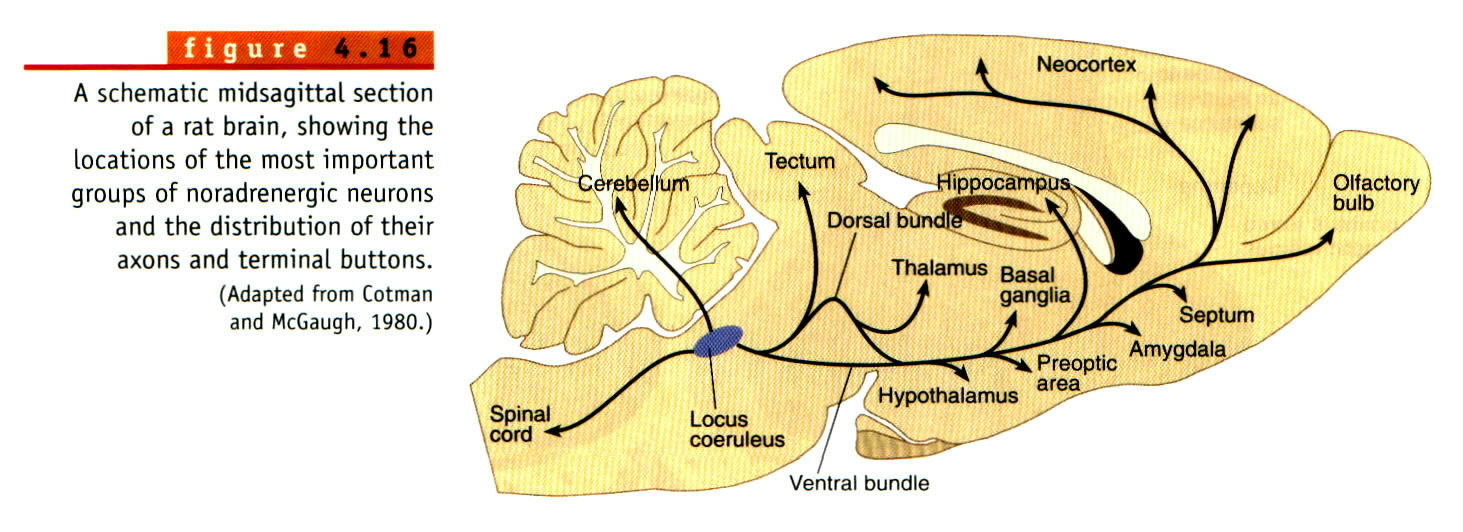 figure 4.16
A schematic midsagittal section
of a rat brain, showing the
locations of the most important
groups of noradrenergic neurons
and the distribution of their
axons and terminal buttons.
(Adapted from Cotman
and McGaugh, 1980.)
Neocortex
Cerebellum
Tectum
Hippocampus
Olfactory
bulb
Dorsal bundle
Thalamus
Basal
ganglia
Septum
Amygdala
Preoptic
area
Hypothalamus
Spinal
cord
Locus
coeruleus
Ventral bundle